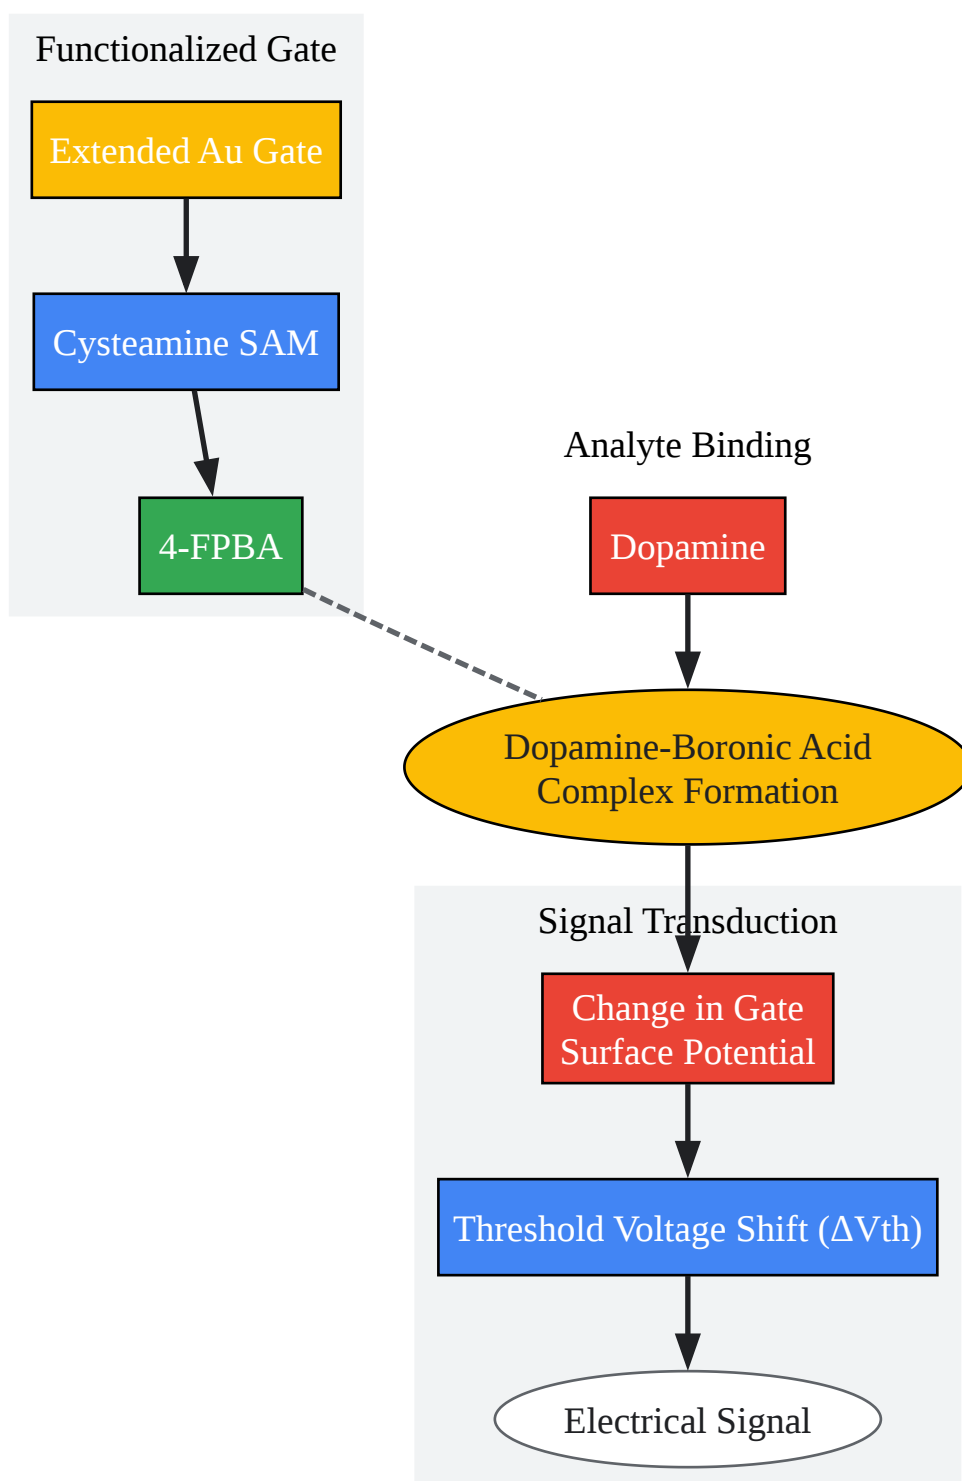 Functionalized Gate
Extended Au Gate
Cysteamine SAM
4-FPBA
Analyte Binding
Dopamine
Dopamine-Boronic Acid
Complex Formation
Signal Transduction
Change in Gate
Surface Potential
Threshold Voltage Shift (ΔVth)
Electrical Signal